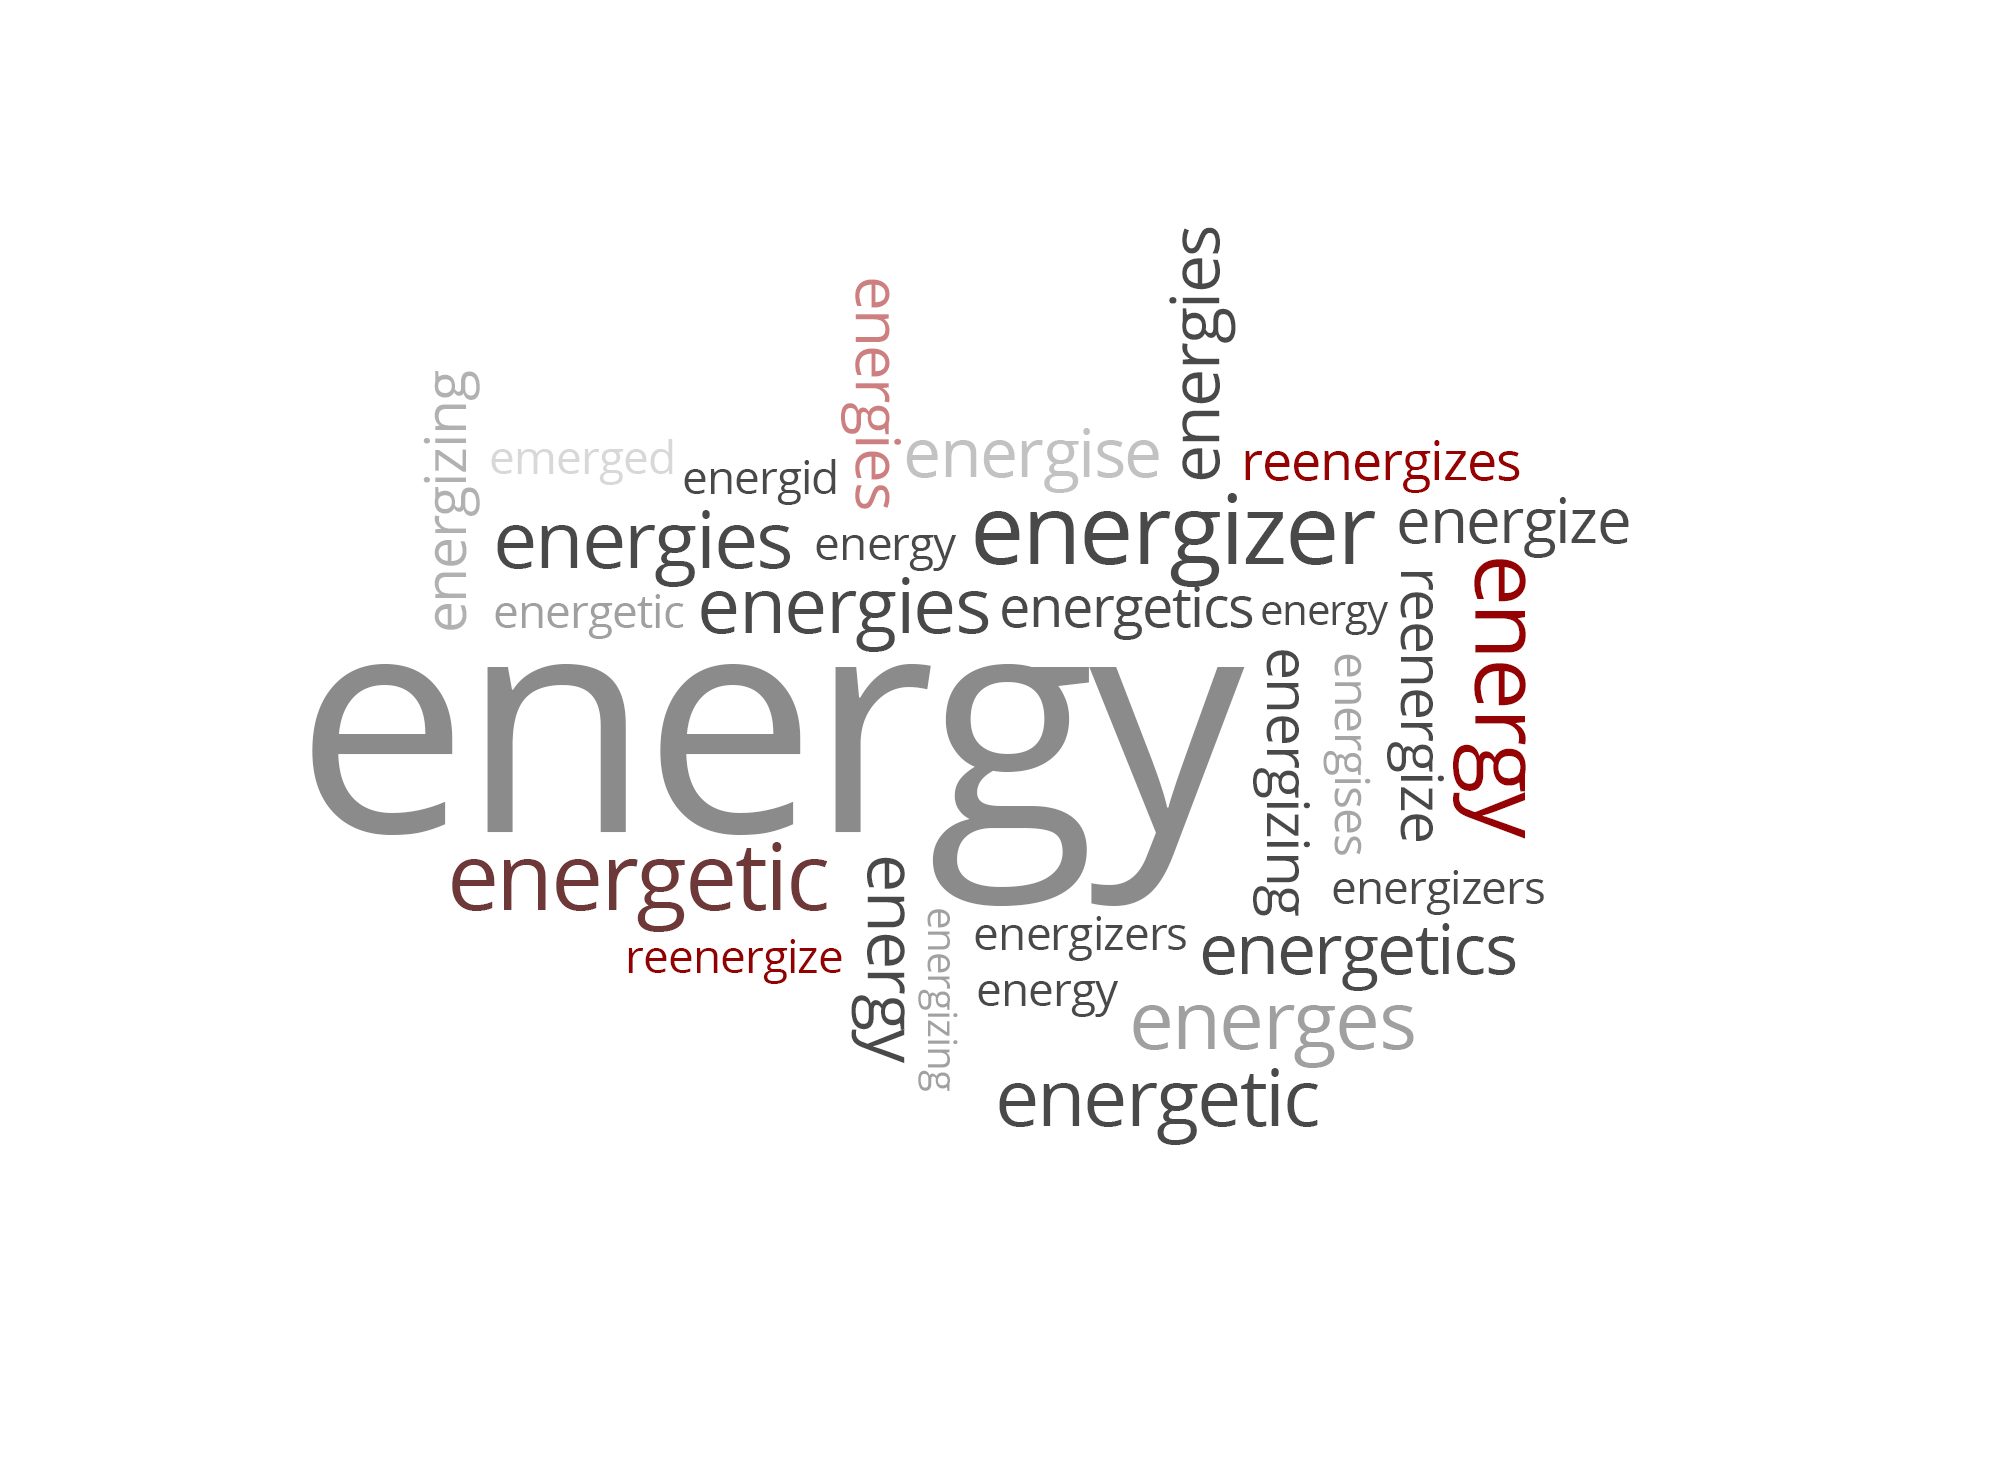 energies
energies
energizing
emerged
energid
energise
reenergizes
energies
energy
energizer
energize
energetic
energies
energetics
energy
reenergize
energy
energy
energizing
energises
energetic
energy
energizers
reenergize
energizing
energizers
energetics
energy
energes
energetic